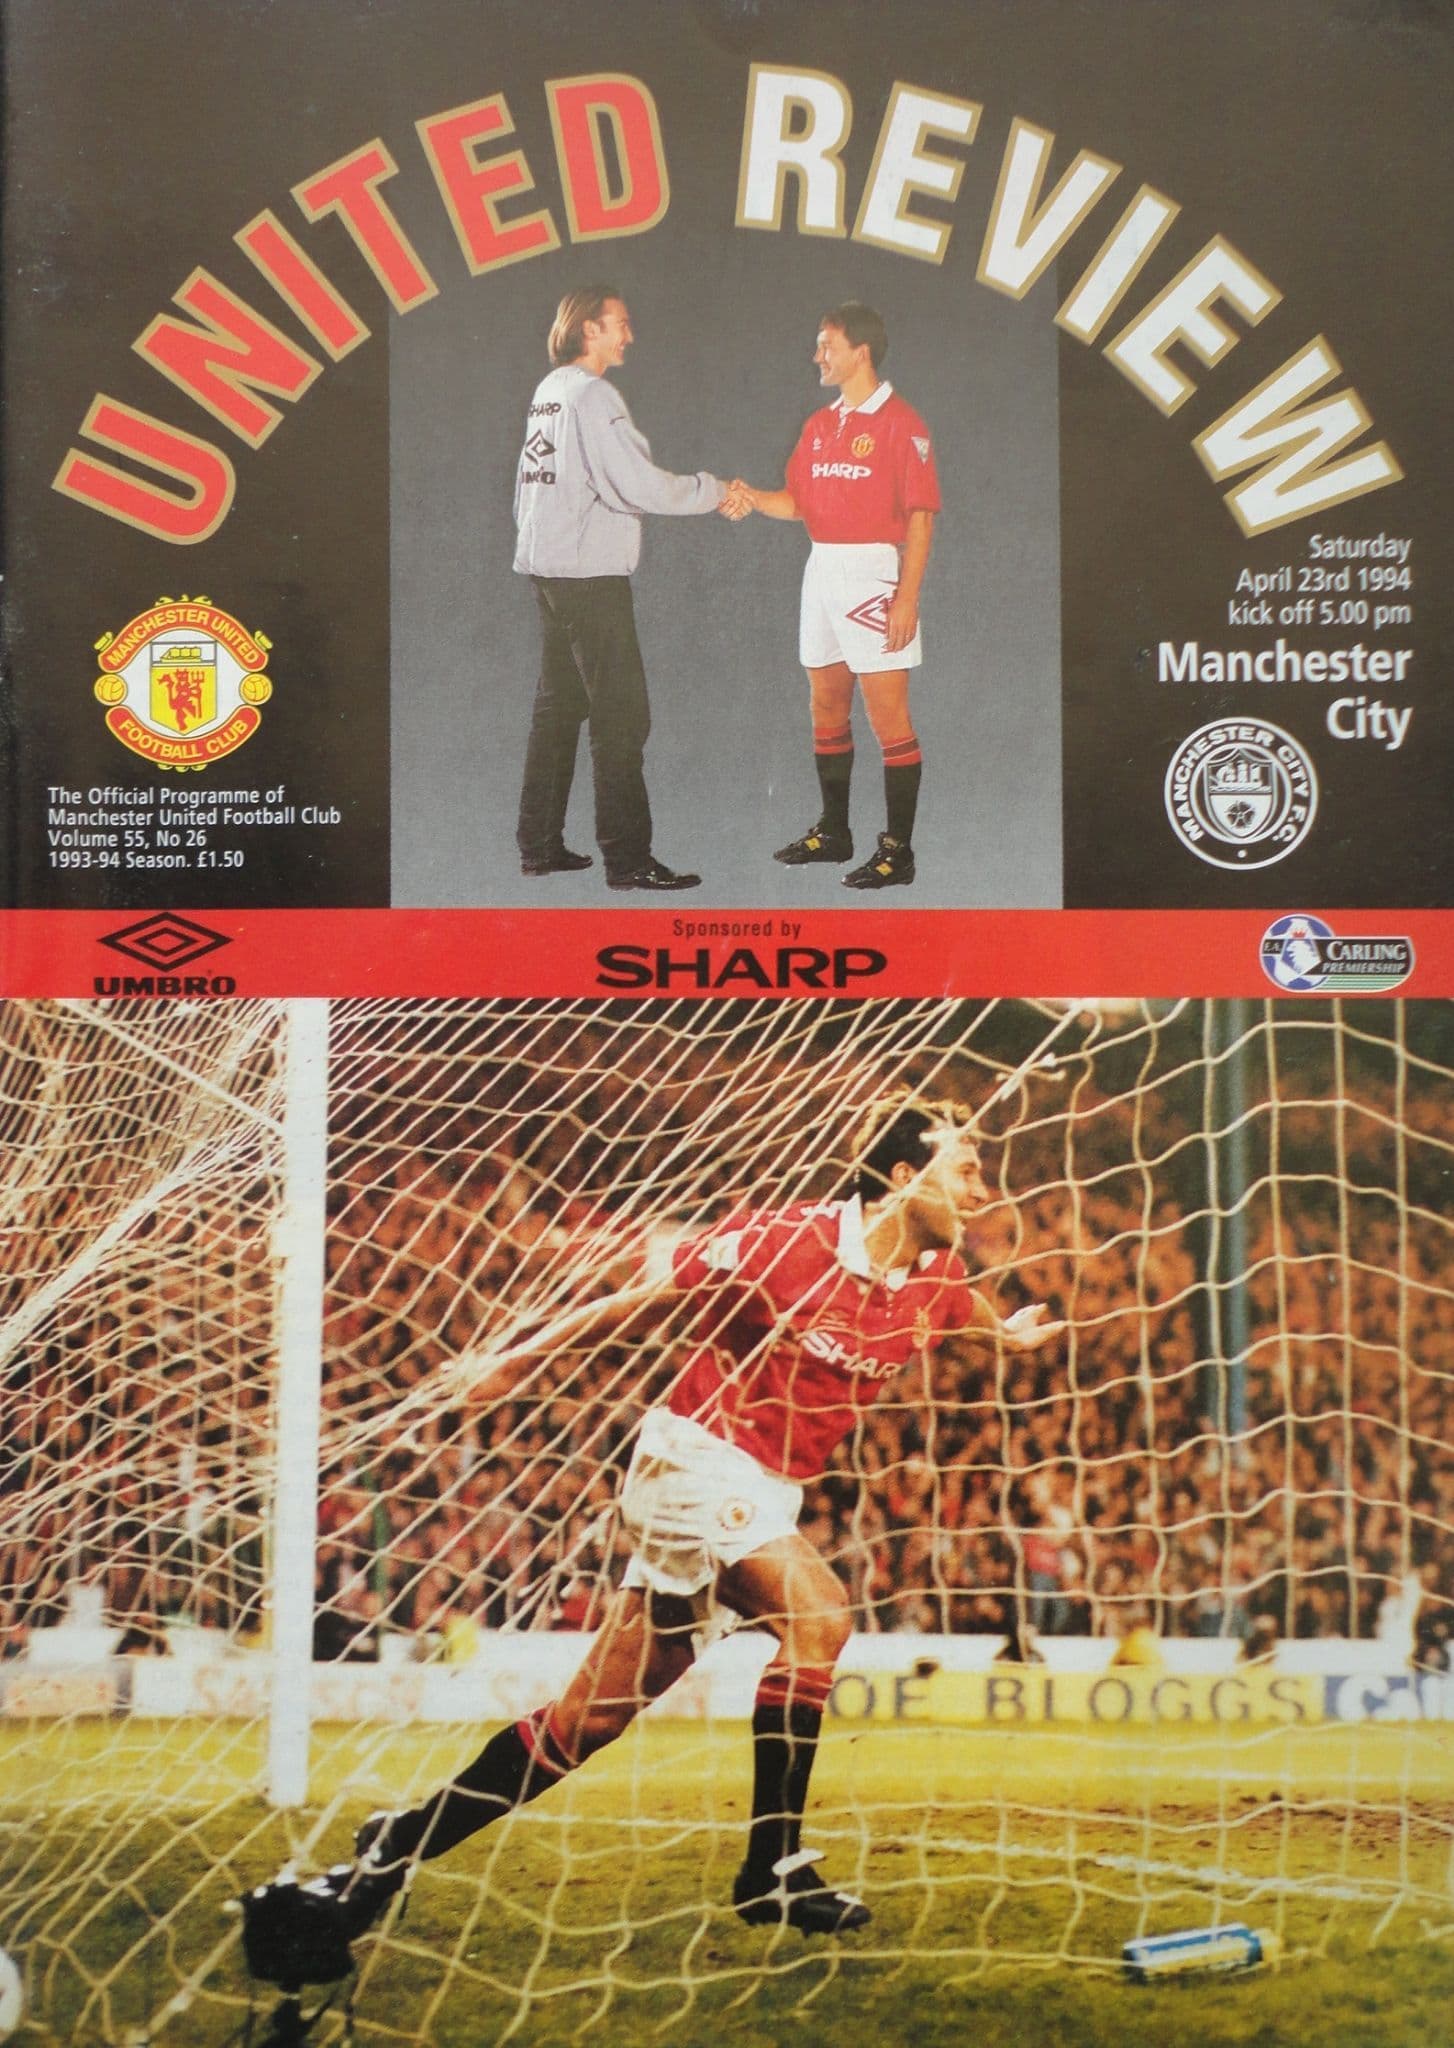 UNITED REVIEW
SHARP
UMBRO
SHARP
Saturday
April 23rd 1994
kick off 5.00 pm
Manchester
City
MANCHESTER UNITED
FOOTBALL CLUB
MANCHESTER CITY F.C.
The Official Programme of
Manchester United Football Club
Volume 55, No 26
1993-94 Season. £1.50
UMBRO
Sponsored by
SHARP
F.A. CARLING
PREMIERSHIP
SHARP
OE BLOGGS